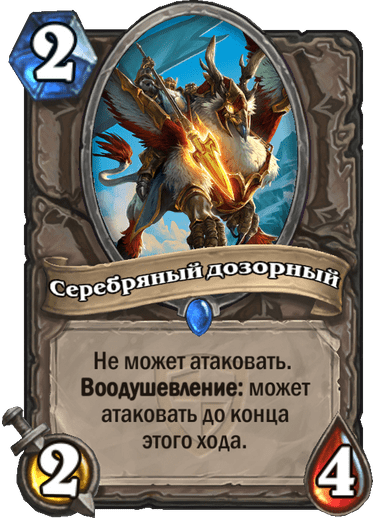 2
Серебряный дозорный
Не может атаковать.
Воодушевление: может
атаковать до конца
этого хода.
2
4